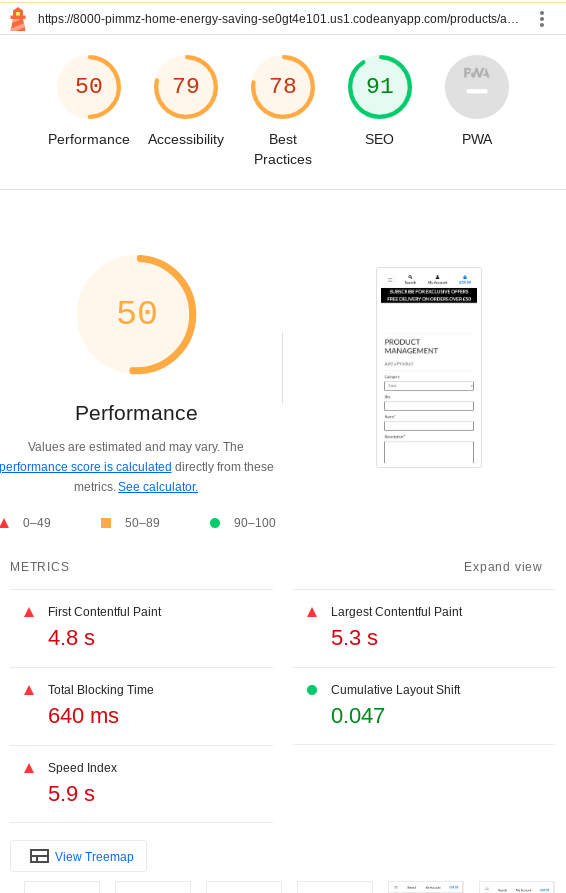 https://8000-pimmz-home-energy-saving-se0gt4e101.us1.codeanyapp.com/products/a…
50
79
78
91
PWA
Performance
Accessibility
Best
Practices
SEO
PWA
50
Performance
Values are estimated and may vary. The
performance score is calculated directly from these
metrics. See calculator.
0–49
50–89
90–100
Search
My Account
SUBSCRIBE FOR EXCLUSIVE OFFERS
FREE DELIVERY ON ORDERS OVER £50
PRODUCT
MANAGEMENT
Add a Product
Category
Sku
Name*
Description*
METRICS
Expand view
First Contentful Paint
4.8 s
Largest Contentful Paint
5.3 s
Total Blocking Time
640 ms
Cumulative Layout Shift
0.047
Speed Index
5.9 s
View Treemap